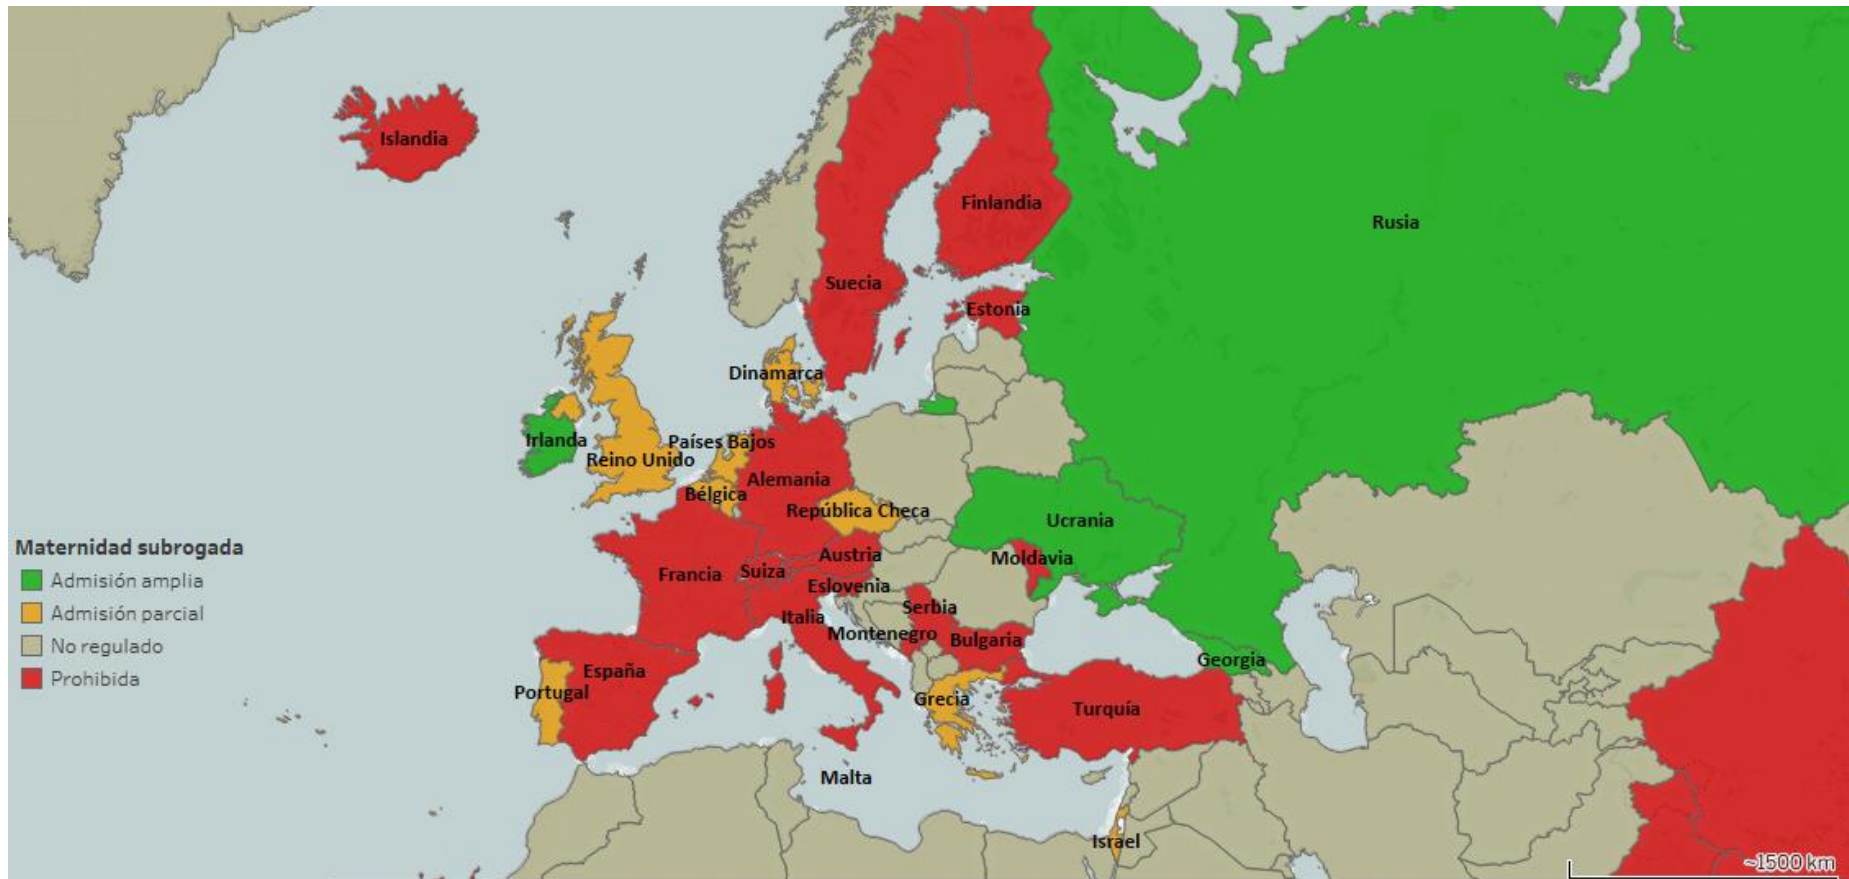 Islandia
Finlandia
Rusia
Suecia
Estonia
Dinamarca
Irlanda
Países Bajos
Reino Unido
Alemania
Bélgica
República Checa
Ucrania
Maternidad subrogada
Admisión amplia
Admisión parcial
No regulado
Prohibida
Austria
Moldavia
Francia
Suiza
Eslovenia
Serbia
Italia
Montenegro
Bulgaria
Georgia
España
Portugal
Grecia
Turquía
Malta
Israel
~1500 km